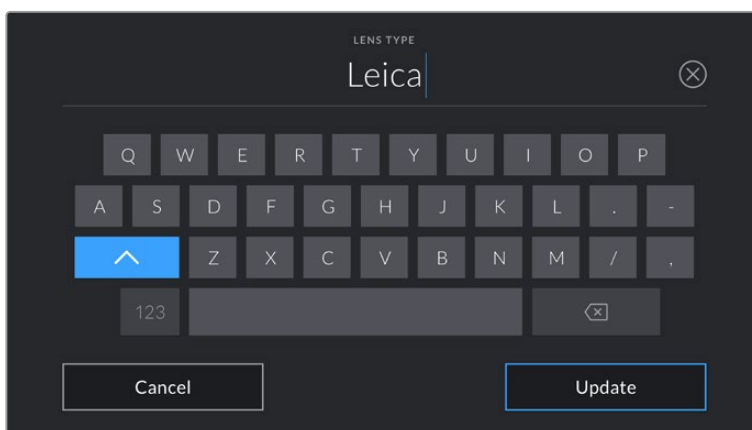 LENS TYPE
Leica
Q W E R T Y U I O P
A S D F G H J K L . -
Z X C V B N M / ,
123
Cancel Update